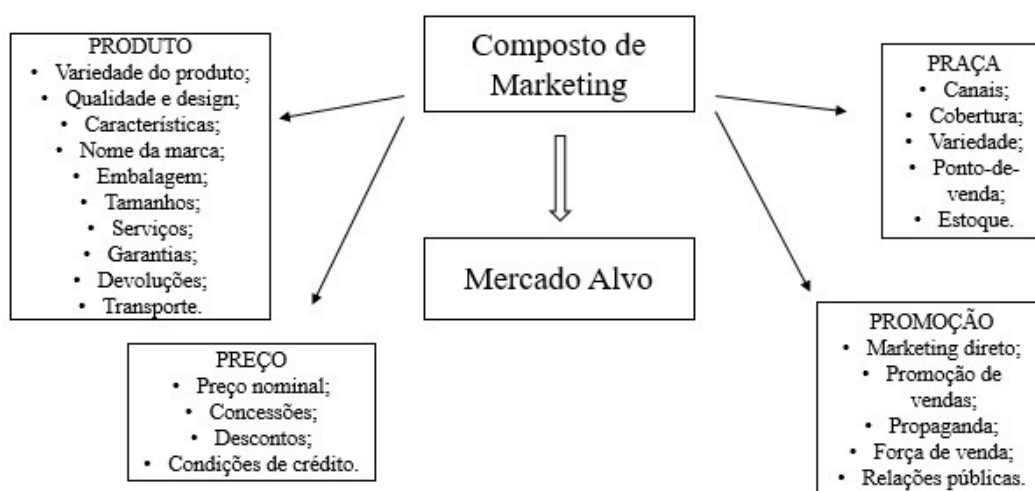 Composto de
Marketing
PRODUTO
• Variedade do produto;
• Qualidade e design;
• Características;
• Nome da marca;
• Embalagem;
• Tamanhos;
• Serviços;
• Garantias;
• Devoluções;
• Transporte.
PRAÇA
• Canais;
• Cobertura;
• Variedade;
• Ponto-de-
venda;
• Estoque.
Mercado Alvo
PREÇO
• Preço nominal;
• Concessões;
• Descontos;
• Condições de crédito.
PROMOÇÃO
• Marketing direto;
• Promoção de
vendas;
• Propaganda;
• Força de venda;
• Relações públicas.